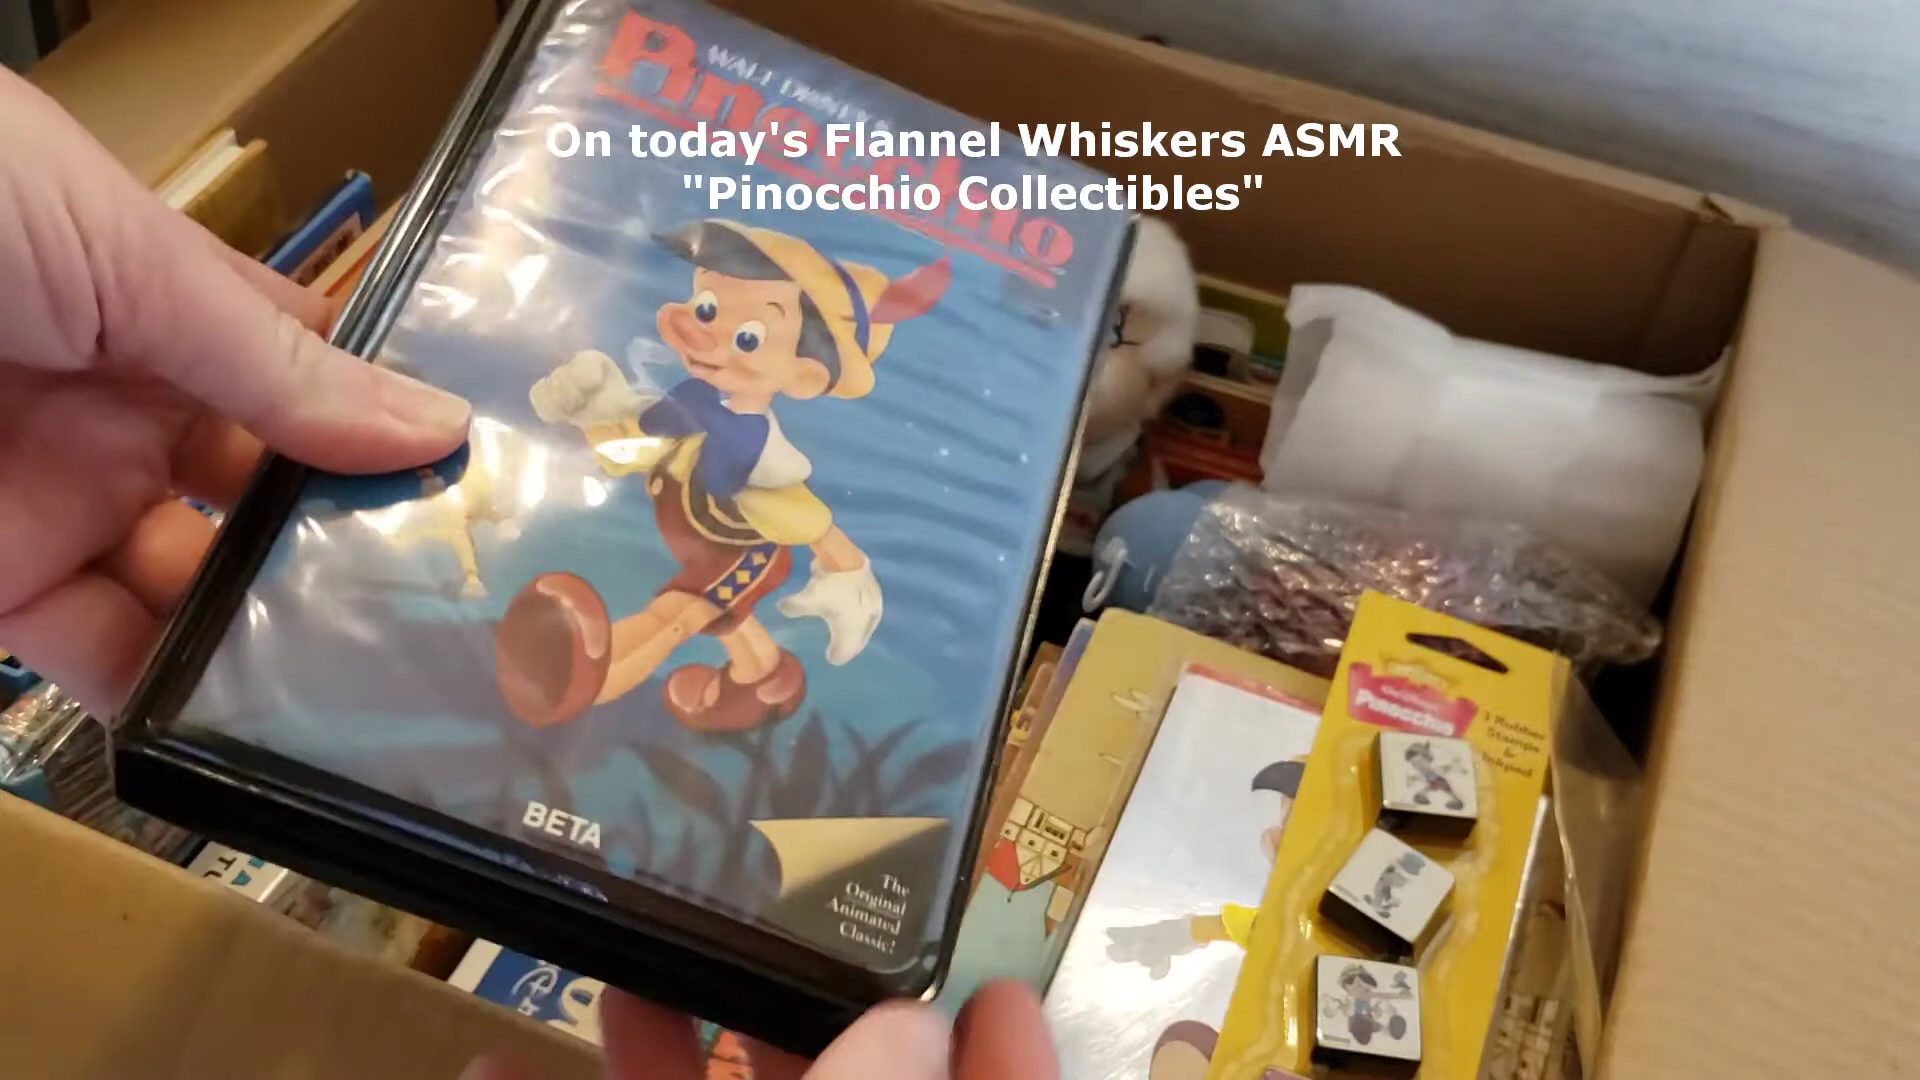 WALT DISNEY'S
Pinocchio
On today's Flannel Whiskers ASMR
"Pinocchio Collectibles"
BETA
The
Original
Animated
Classic!
Pinocchio
3 Rubber
Stamps
&
Inkpad